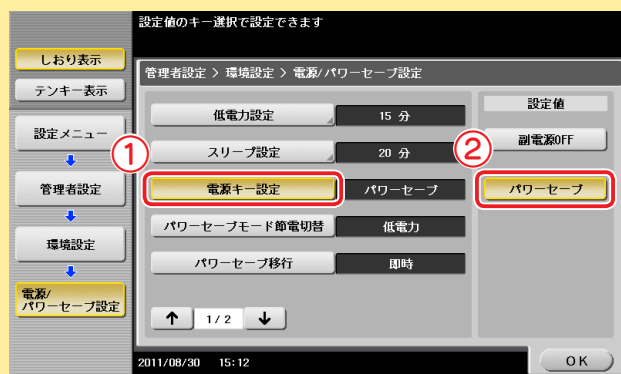 設定値のキー選択で設定できます
しおり表示
テンキー表示
設定メニュー
管理者設定
環境設定
電源/
パワーセーブ設定
管理者設定 > 環境設定 > 電源/パワーセーブ設定
低電力設定 15 分
① スリープ設定 20 分
電源キー設定 パワーセーブ
パワーセーブモード節電切替 低電力
パワーセーブ移行 即時
↑ 1/2 ↓
設定値
② 副電源OFF
パワーセーブ
2011/08/30 15:12
OK